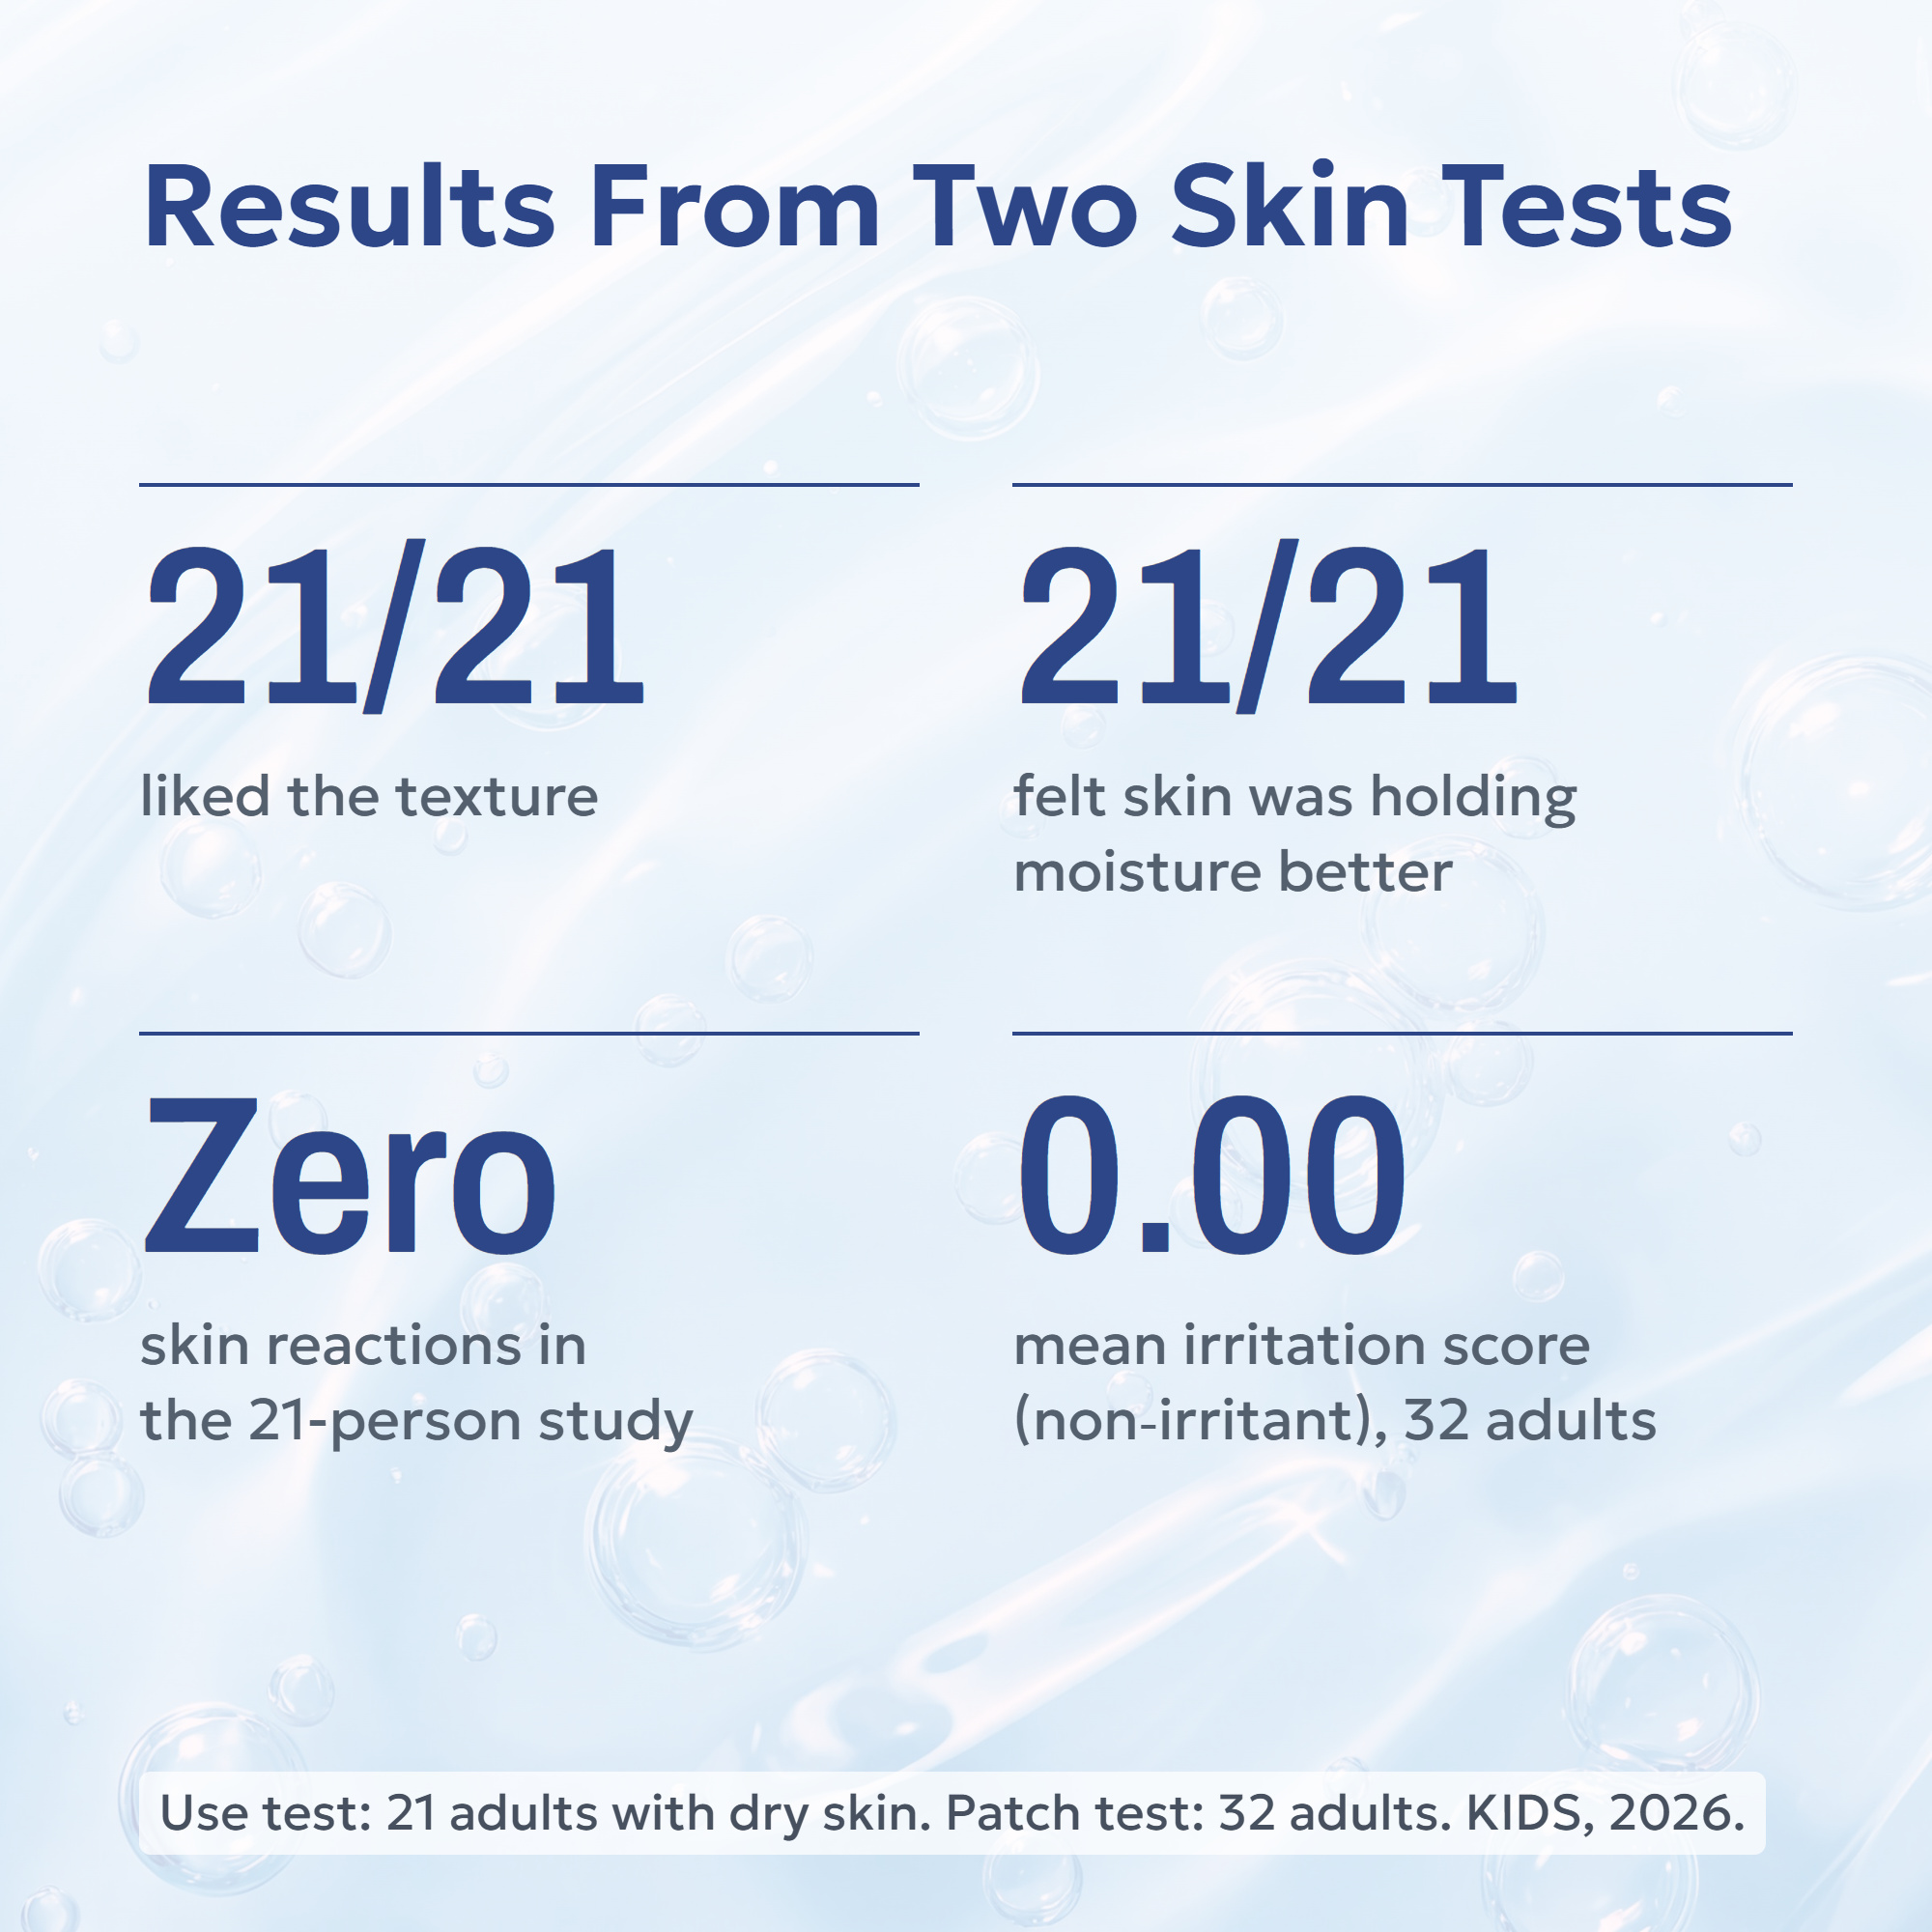 Results From Two Skin Tests
21/21
liked the texture
21/21
felt skin was holding
moisture better
Zero
skin reactions in
the 21-person study
0.00
mean irritation score
(non-irritant), 32 adults
Use test: 21 adults with dry skin. Patch test: 32 adults. KIDS, 2026.